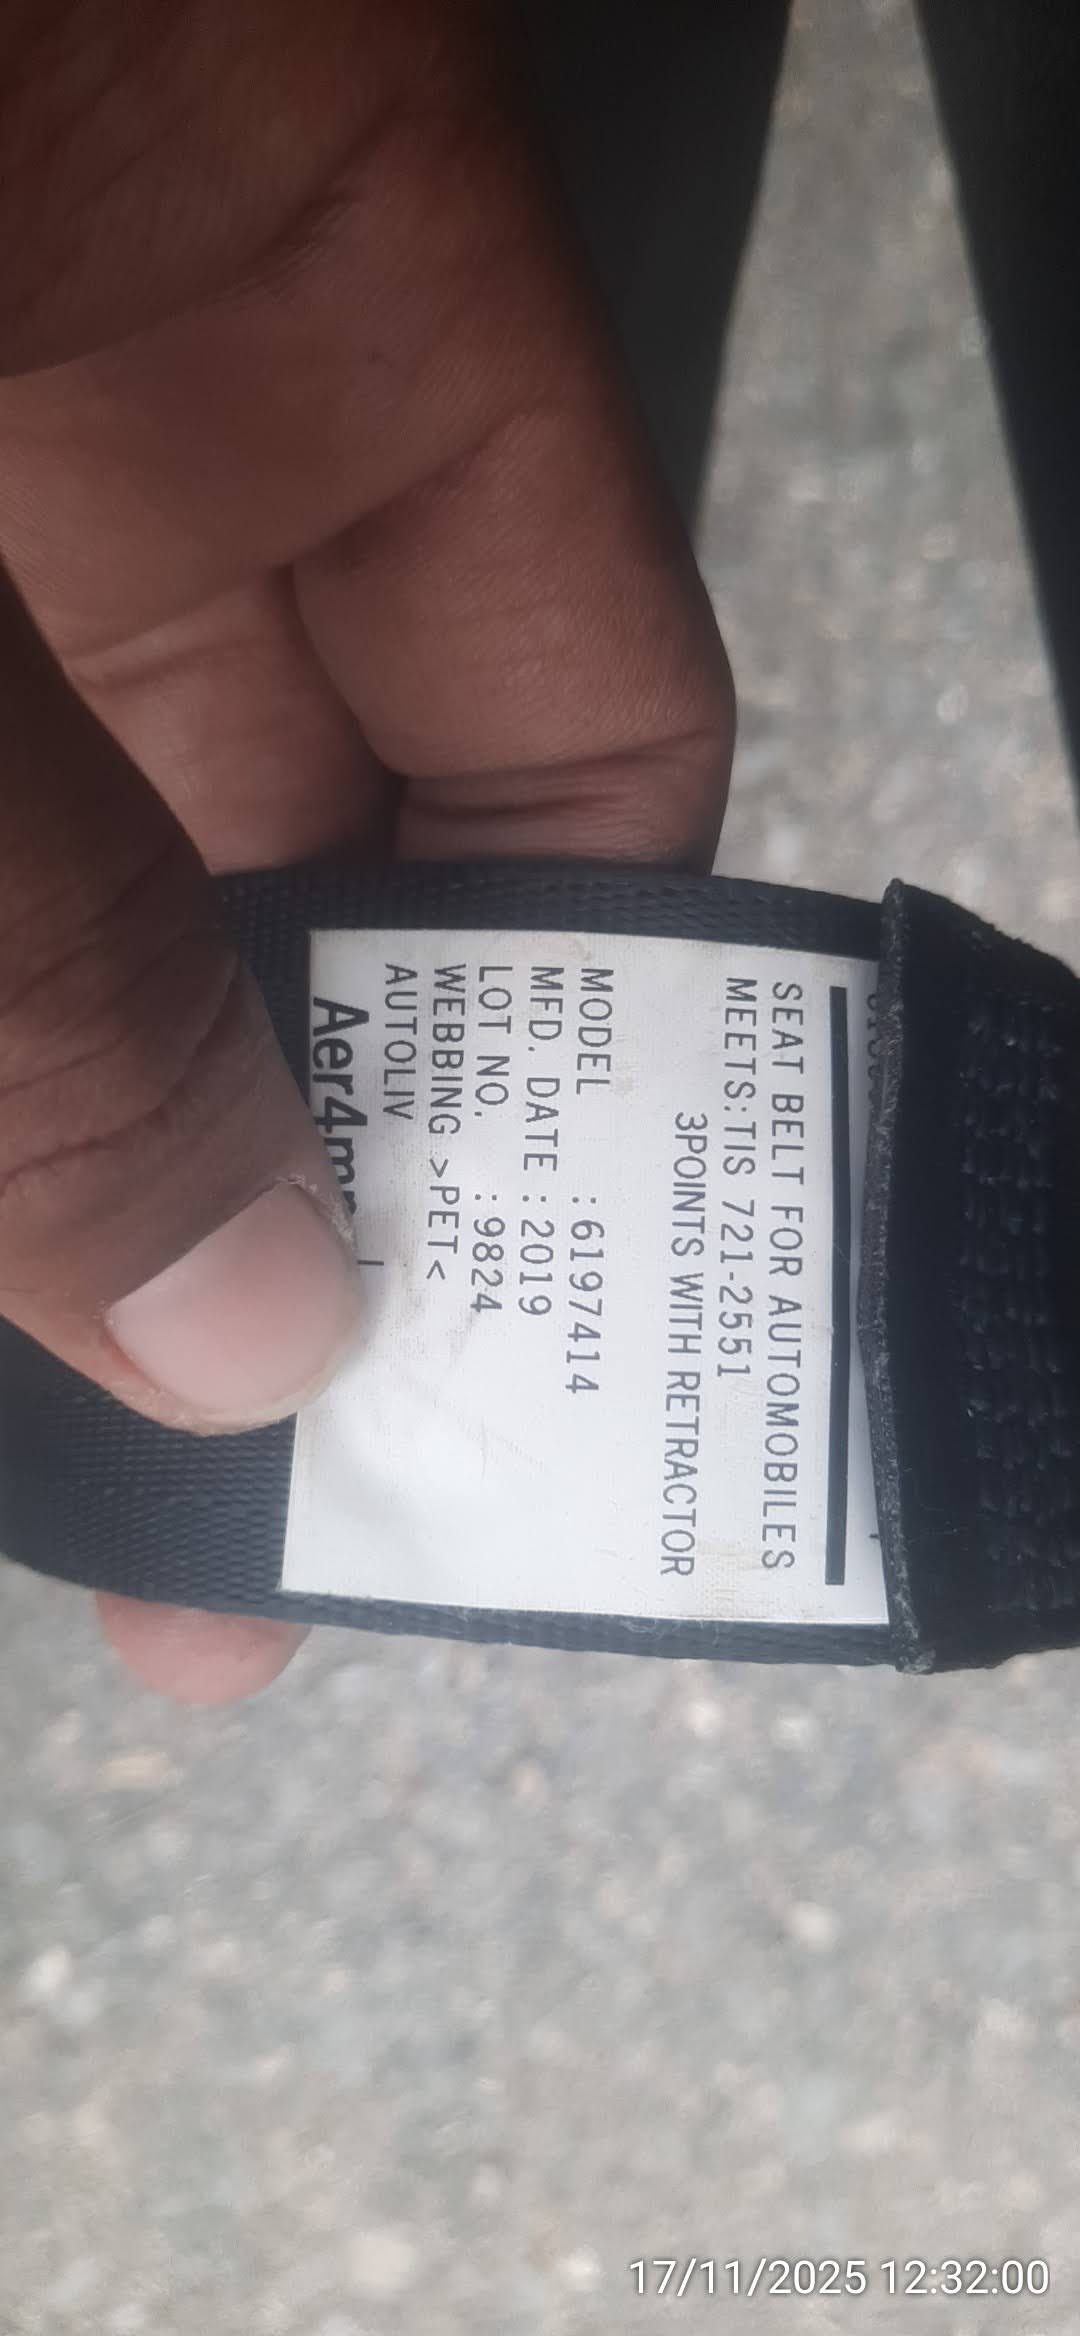 SEAT BELT FOR AUTOMOBILES
MEETS:TIS 721-2551
3POINTS WITH RETRACTOR
MODEL : 6197414
MFD. DATE : 2019
LOT NO. : 9824
WEBBING >PET<
AUTOLIV
17/11/2025 12:32:00